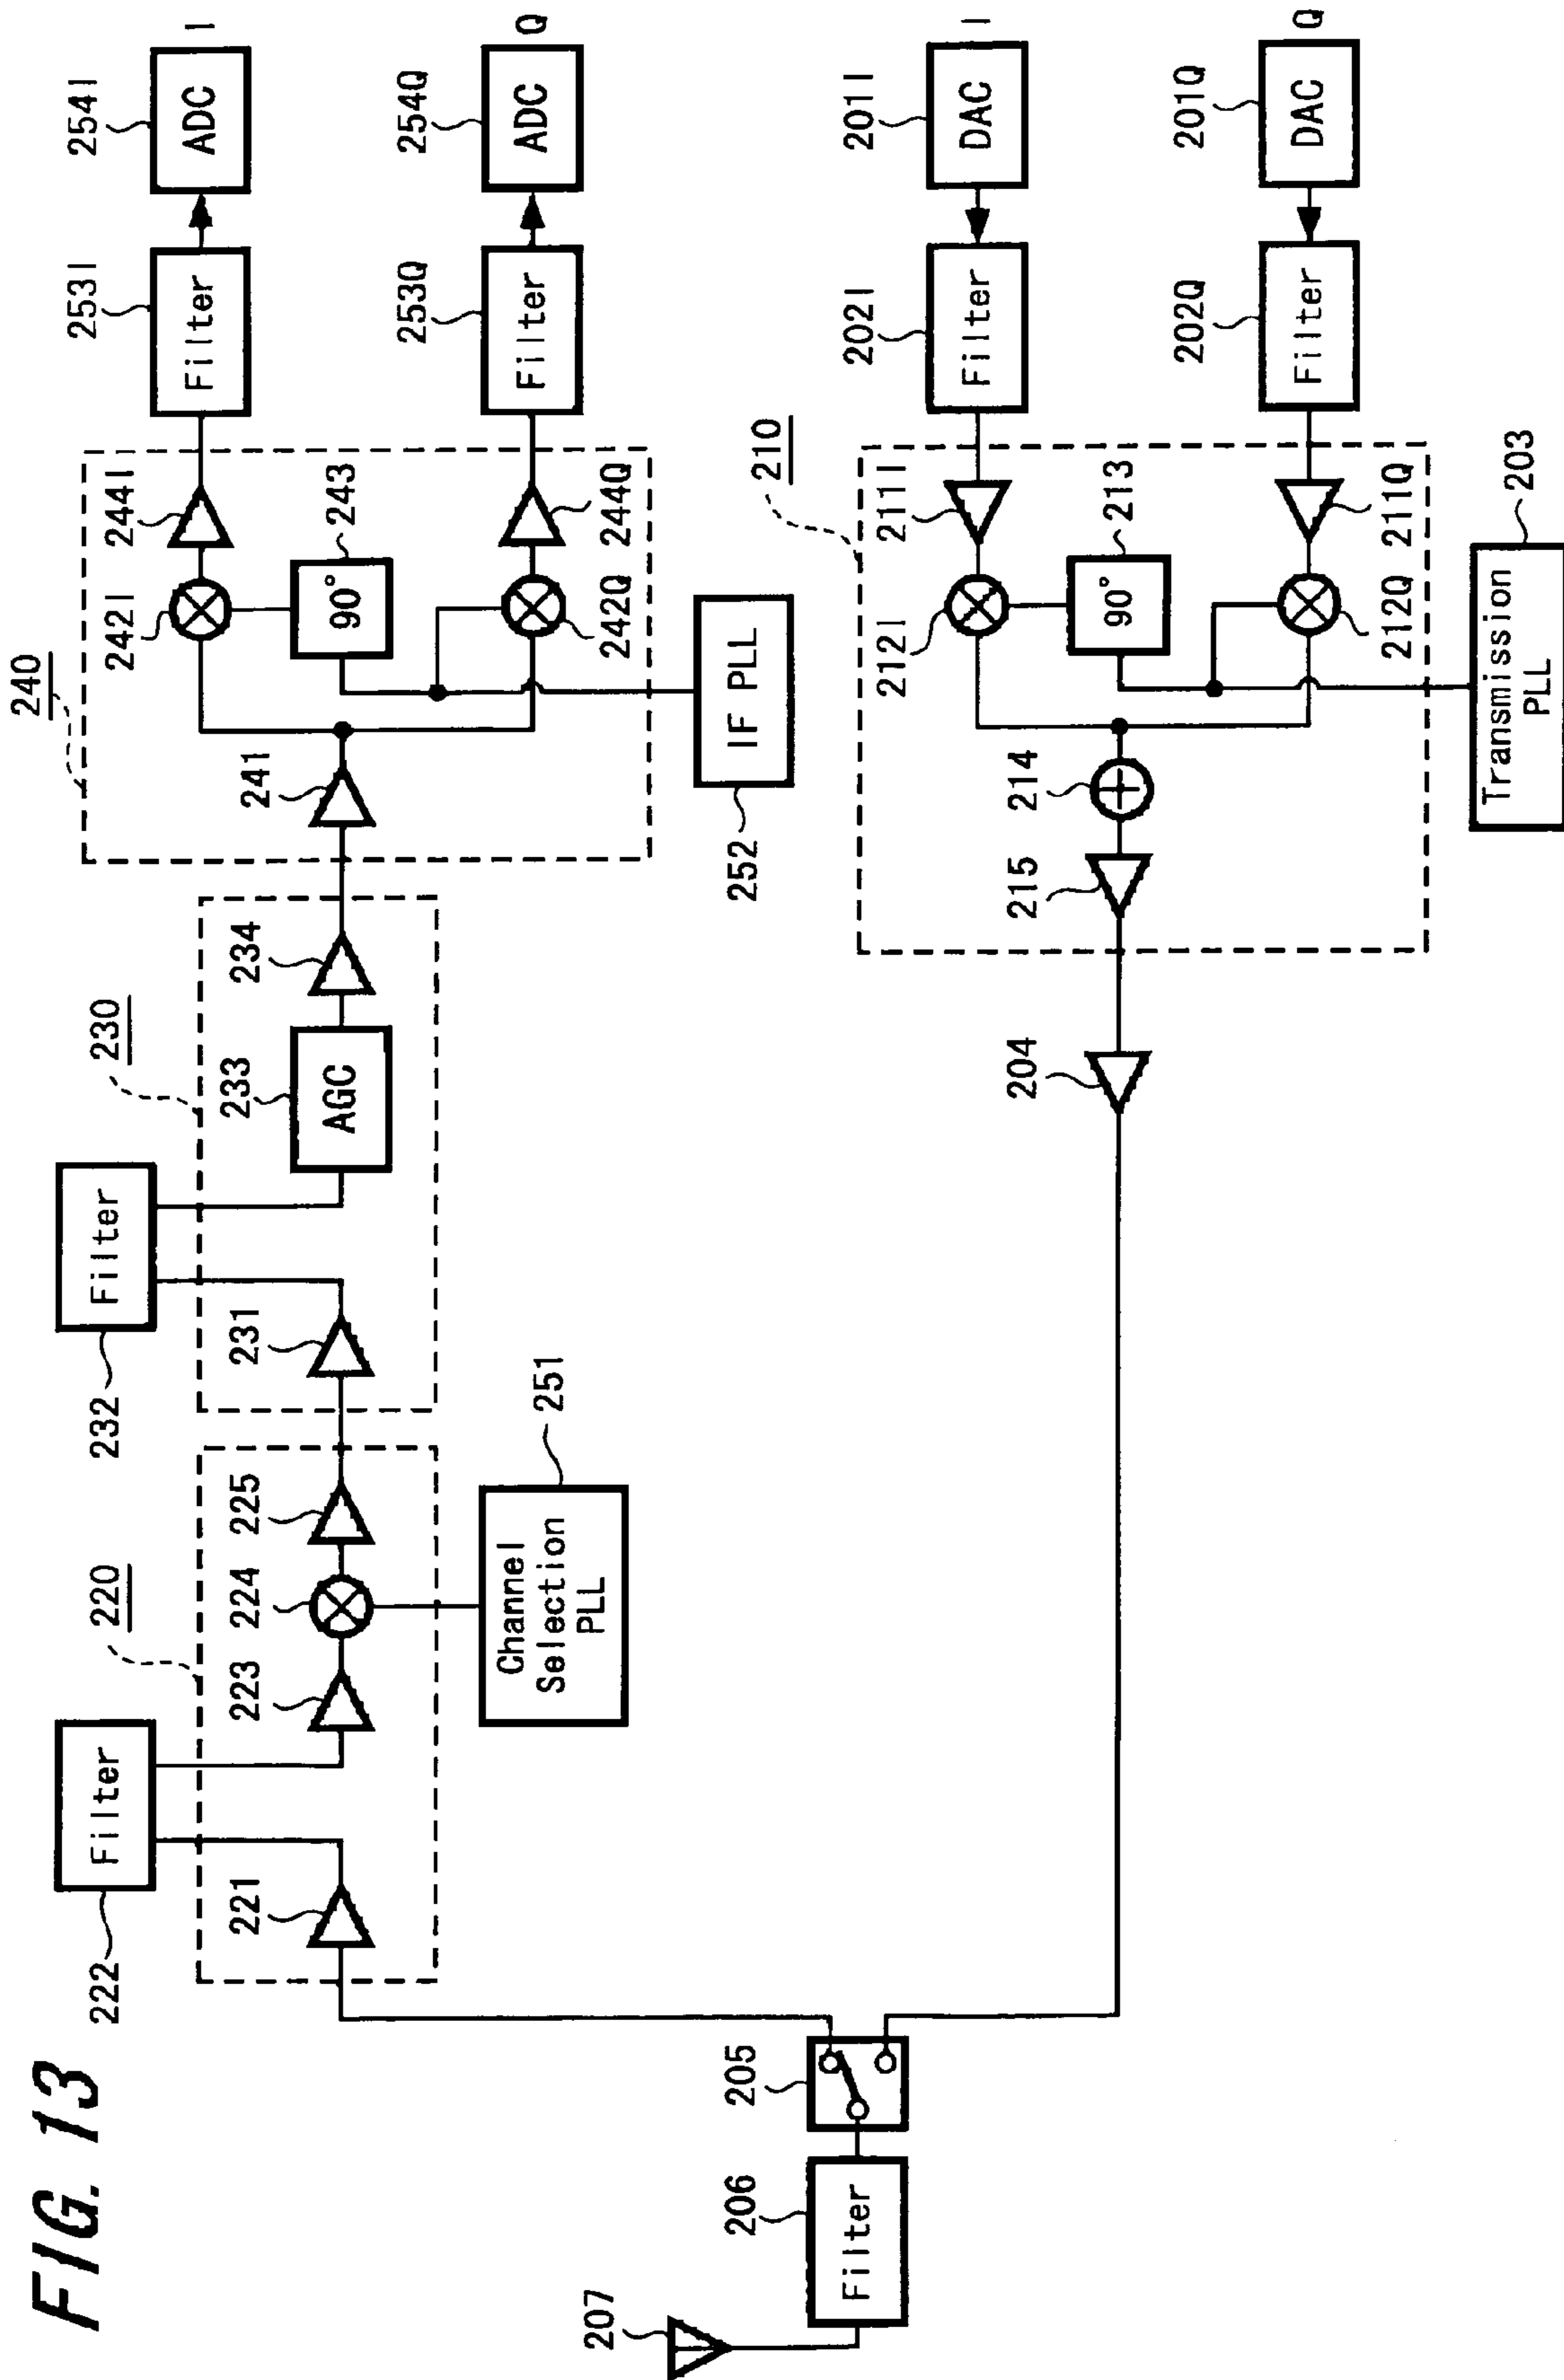 FIG. 13
207
206
Filter
205
222
Filter
220
221
223
224
225
Channel
Selection
PLL
251
232
Filter
230
231
233
AGC
234
240
241
242I
243
90°
244I
242Q
244Q
IF PLL
252
253I
Filter
254I
ADC
I
253Q
Filter
254Q
ADC
Q
204
210
215
214
212I
211I
213
90°
212Q
211Q
203
Transmission
PLL
202I
Filter
201I
DAC
I
202Q
Filter
201Q
DAC
Q